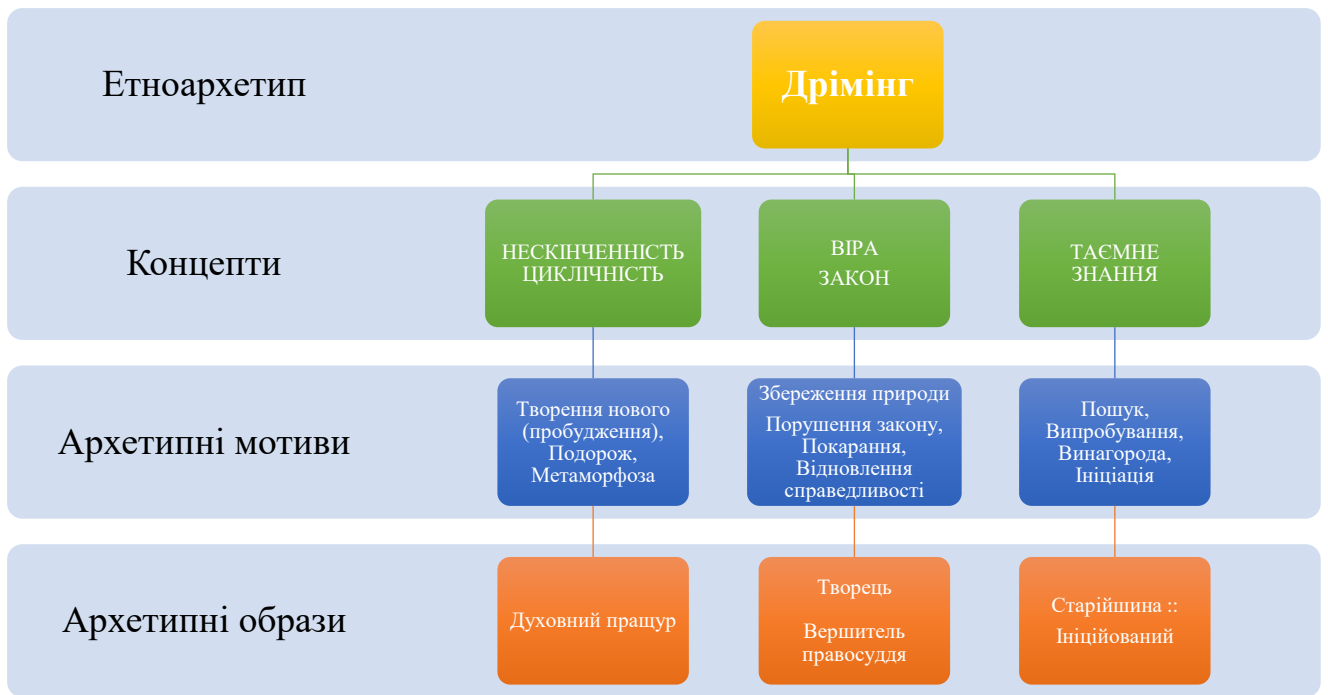 Етноархетип
Дрімінг
Концепти
НЕСКІНЧЕННІСТЬ
ЦИКЛІЧНІСТЬ
ВІРА
ЗАКОН
ТАЄМНЕ
ЗНАННЯ
Архетипні мотиви
Творення нового
(пробудження),
Подорож,
Метаморфоза
Збереження природи
Порушення закону,
Покарання,
Відновлення
справедливості
Пошук,
Випробування,
Винагорода,
Ініціація
Архетипні образи
Духовний пращур
Творець
Вершитель
правосуддя
Старійшина ::
Ініційований